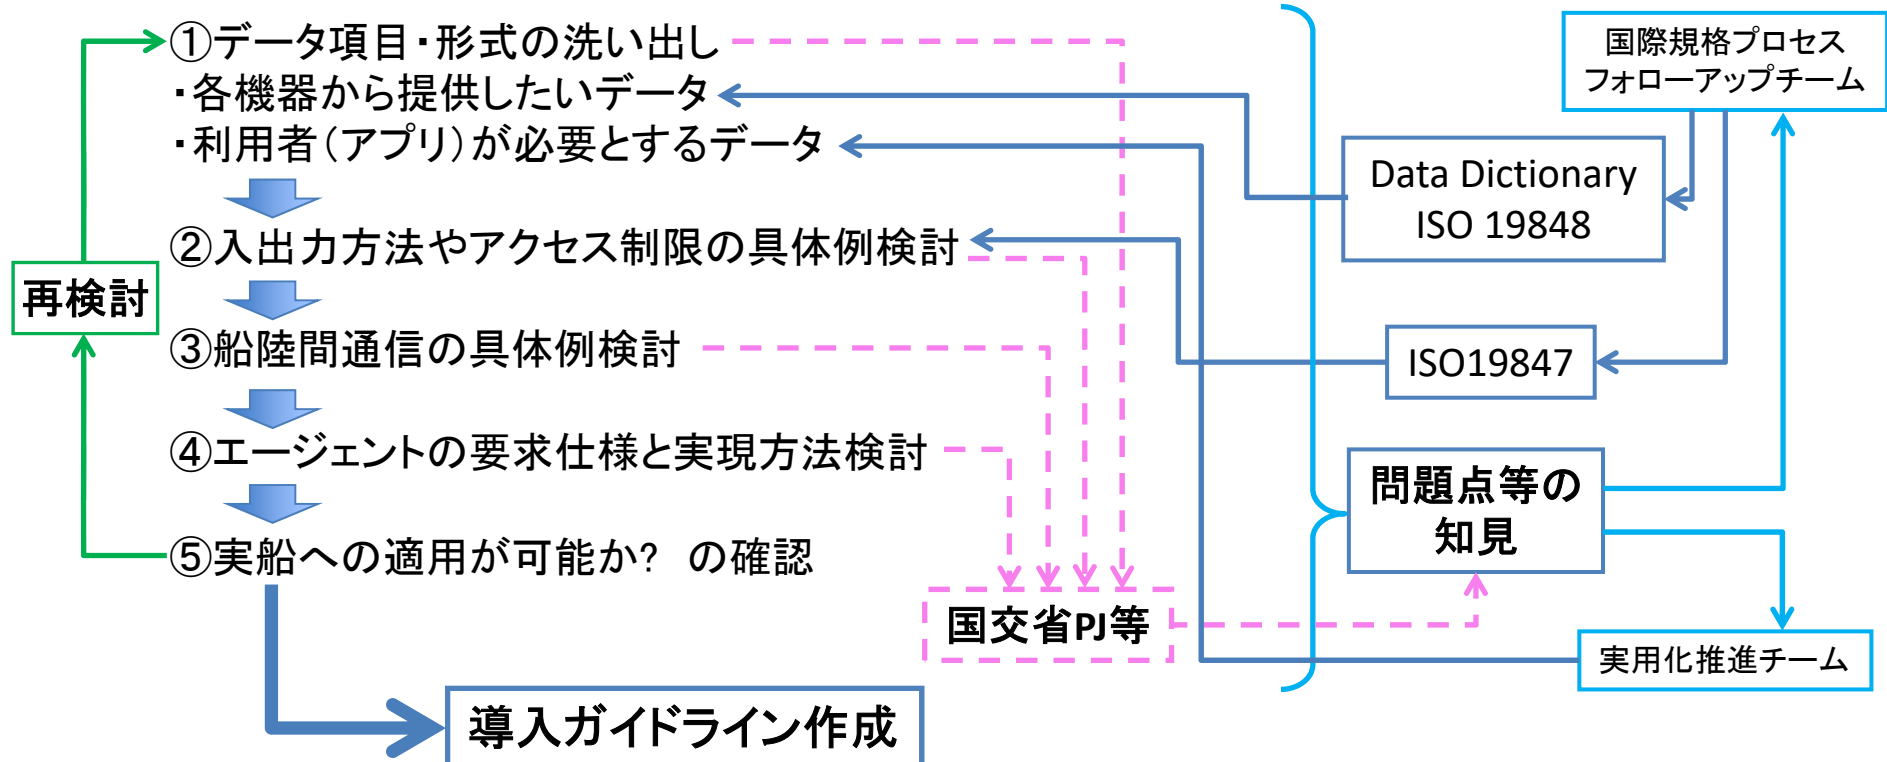 ①データ項目・形式の洗い出し
・各機器から提供したいデータ
・利用者（アプリ）が必要とするデータ
②入出力方法やアクセス制限の具体例検討
③船陸間通信の具体例検討
④エージェントの要求仕様と実現方法検討
⑤実船への適用が可能か? の確認
再検討
導入ガイドライン作成
国交省PJ等
国際規格プロセス
フォローアップチーム
Data Dictionary
ISO 19848
ISO19847
問題点等の
知見
実用化推進チーム